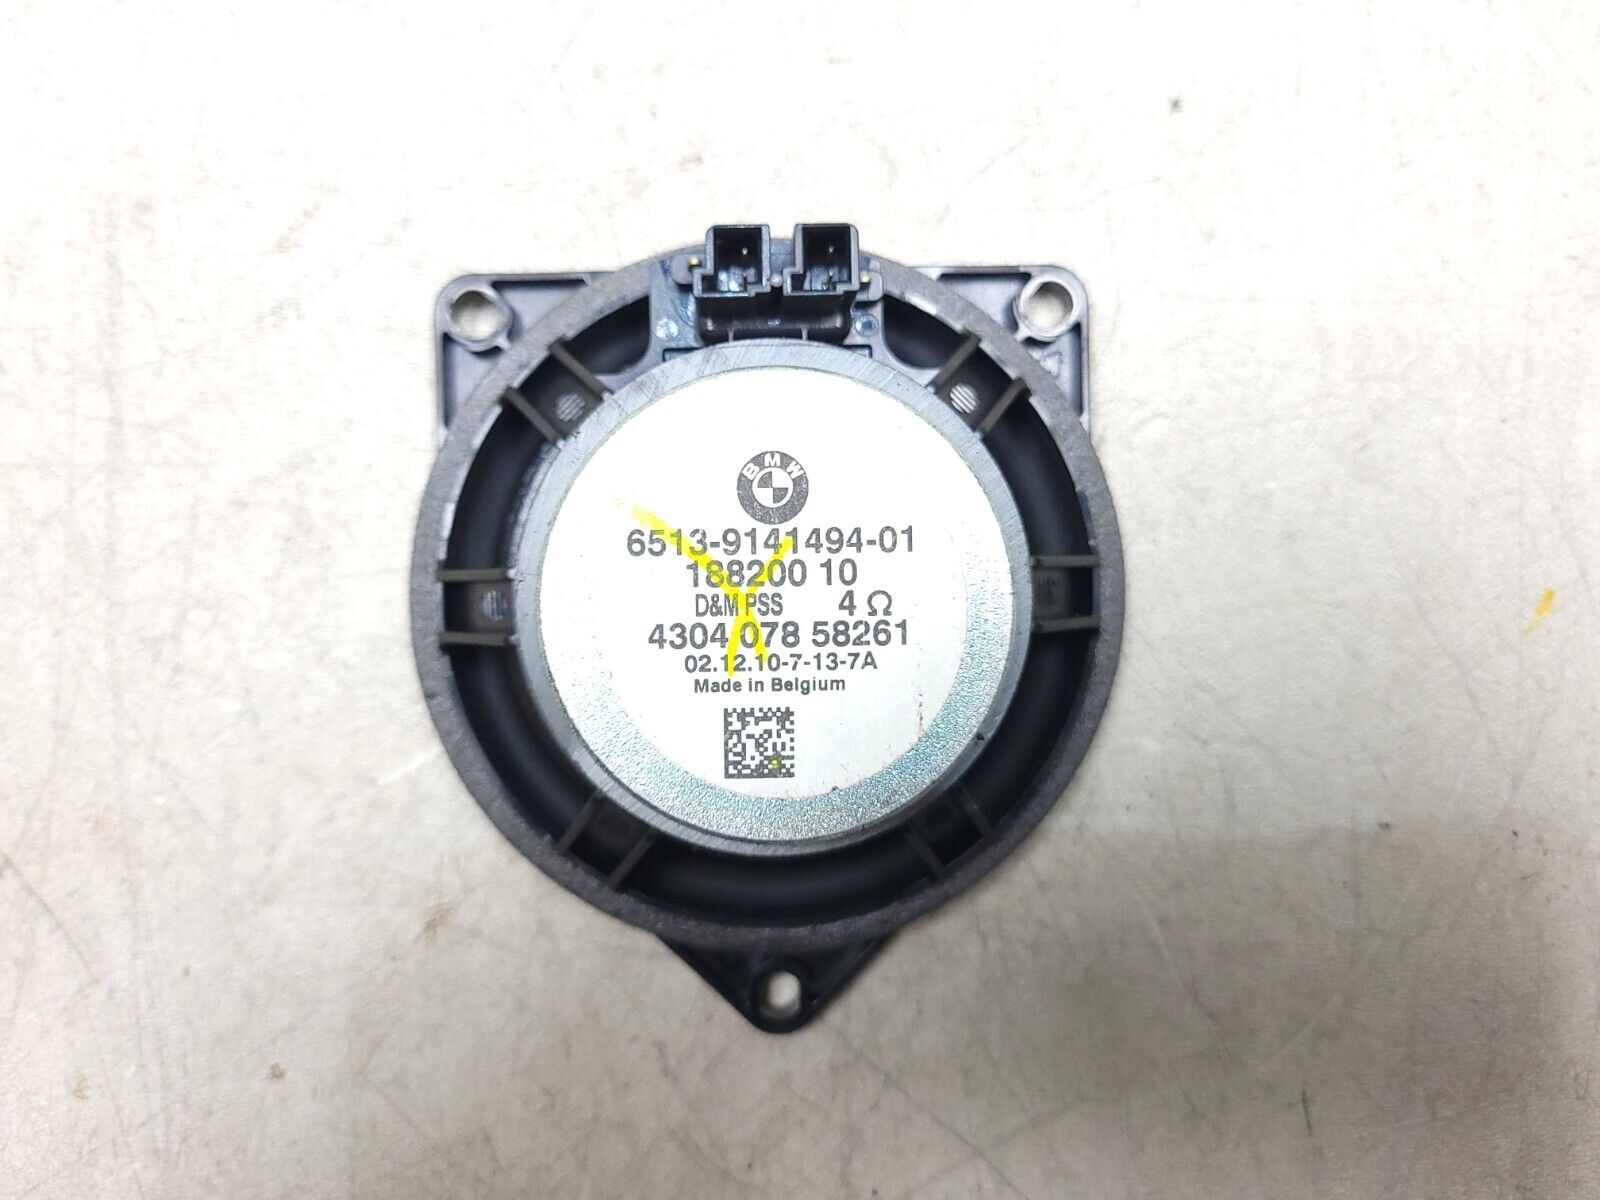 BMW
6513-9141494-01
188200 10
D&M PSS 4 Ω
4304 078 58261
02.12.10-7-13-7A
Made in Belgium